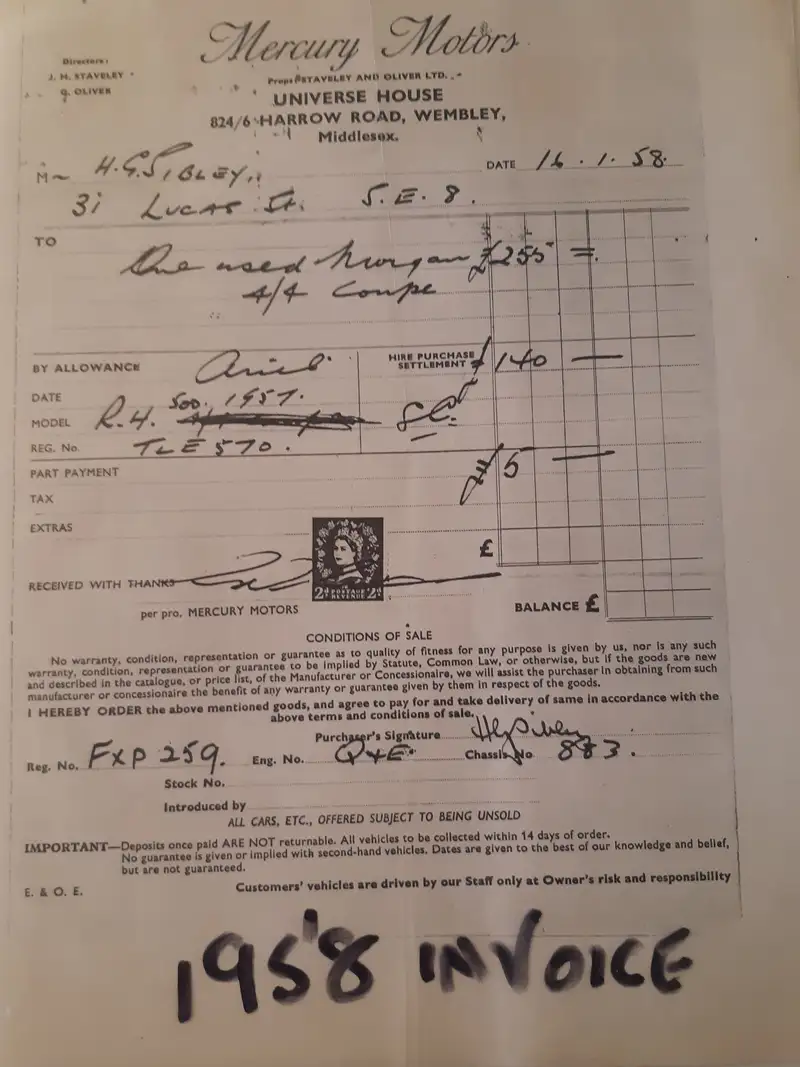 Mercury Motors
Directors:
J. H. STAVELEY
G. OLIVER
Props: STAVELEY AND OLIVER LTD.
UNIVERSE HOUSE
824/6 HARROW ROAD, WEMBLEY,
Middlesex.
M H.G. SIBLEY,
DATE 16.1.58.
31 LUCAS St. S.E. 8.
TO
One used Morgan £255 =
4/4 Coupe
BY ALLOWANCE Ariel
HIRE PURCHASE SETTLEMENT £140 —
DATE 1957.
MODEL R.H.
REG. No. TLE 570.
PART PAYMENT £5 —
TAX
EXTRAS
£
2d POSTAGE REVENUE 2d
RECEIVED WITH THANKS
per pro. MERCURY MOTORS
BALANCE £
CONDITIONS OF SALE
No warranty, condition, representation or guarantee as to quality of fitness for any purpose is given by us, nor is any such
warranty, condition, representation or guarantee to be implied by Statute, Common Law, or otherwise, but if the goods are new
and described in the catalogue, or price list, of the Manufacturer or Concessionaire, we will assist the purchaser in obtaining from such
manufacturer or concessionaire the benefit of any warranty or guarantee given by them in respect of the goods.
I HEREBY ORDER the above mentioned goods, and agree to pay for and take delivery of same in accordance with the
above terms and conditions of sale.
Purchaser's Signature HGSibley
Reg. No. FXP 259. Eng. No. Chassis No 883.
Stock No.
Introduced by
ALL CARS, ETC., OFFERED SUBJECT TO BEING UNSOLD
IMPORTANT—Deposits once paid ARE NOT returnable. All vehicles to be collected within 14 days of order.
No guarantee is given or implied with second-hand vehicles. Dates are given to the best of our knowledge and belief,
but are not guaranteed.
E. & O. E.
Customers' vehicles are driven by our Staff only at Owner's risk and responsibility
1958 INVOICE